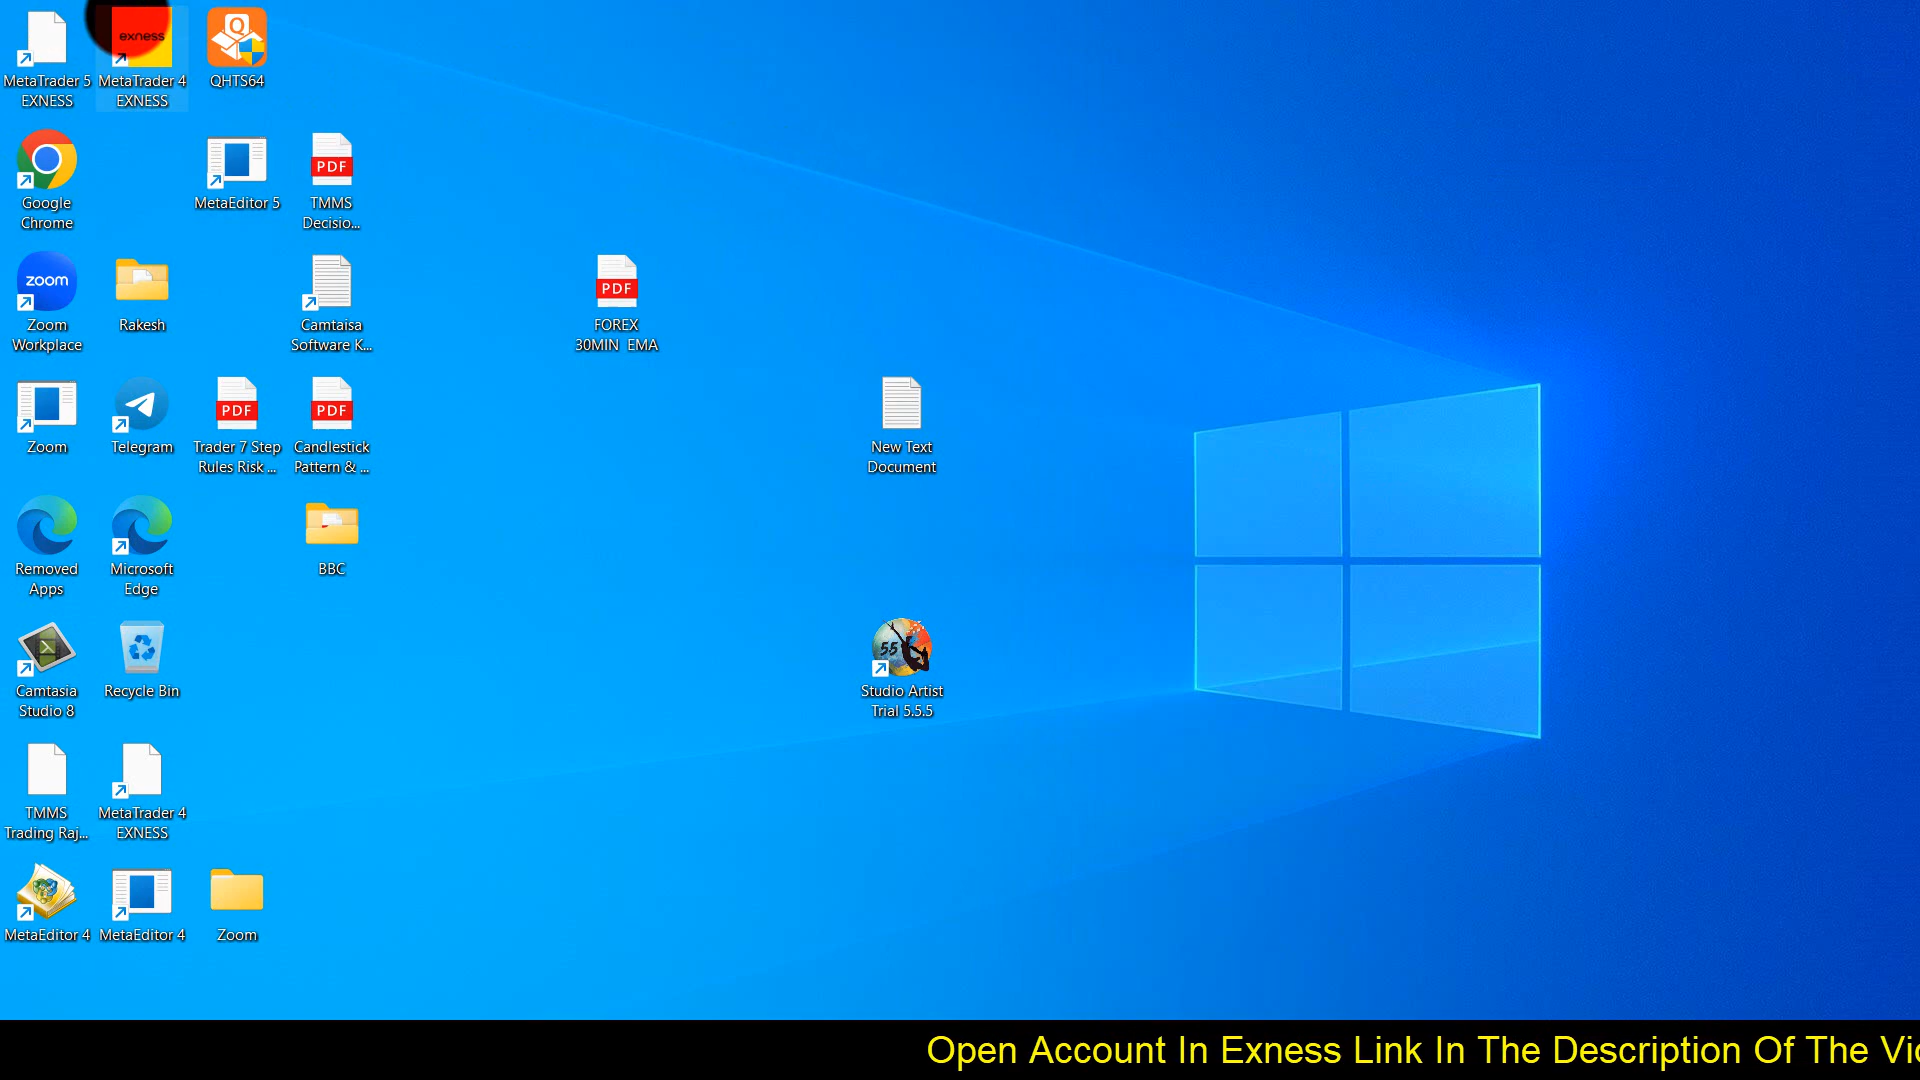 MetaTrader 5
EXNESS
exness
MetaTrader 4
EXNESS
Q
QHTS64
Google
Chrome
MetaEditor 5
PDF
TMMS
Decisio...
zoom
Zoom
Workplace
Rakesh
Camtaisa
Software K...
PDF
FOREX
30MIN EMA
Zoom
Telegram
PDF
Trader 7 Step
Rules Risk ...
PDF
Candlestick
Pattern & ...
New Text
Document
Removed
Apps
Microsoft
Edge
BBC
Camtasia
Studio 8
Recycle Bin
55
Studio Artist
Trial 5.5.5
TMMS
Trading Raj...
MetaTrader 4
EXNESS
MetaEditor 4
MetaEditor 4
Zoom
Open Account In Exness Link In The Description Of The